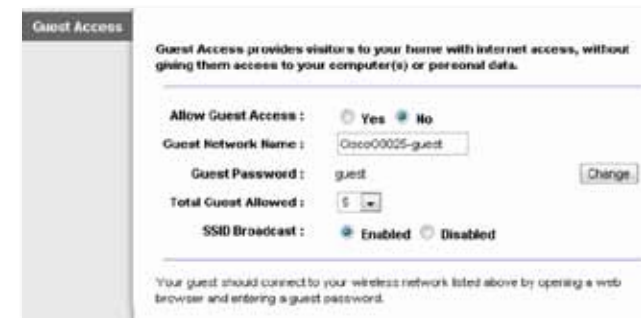 Guest Access
Guest Access provides visitors to your home with internet access, without
giving them access to your computer(s) or personal data.
Allow Guest Access : Yes No
Guest Network Name : Cisco00025-guest
Guest Password : guest Change
Total Guest Allowed : 5
SSID Broadcast : Enabled Disabled
Your guest should connect to your wireless network listed above by opening a web
browser and entering a guest password.